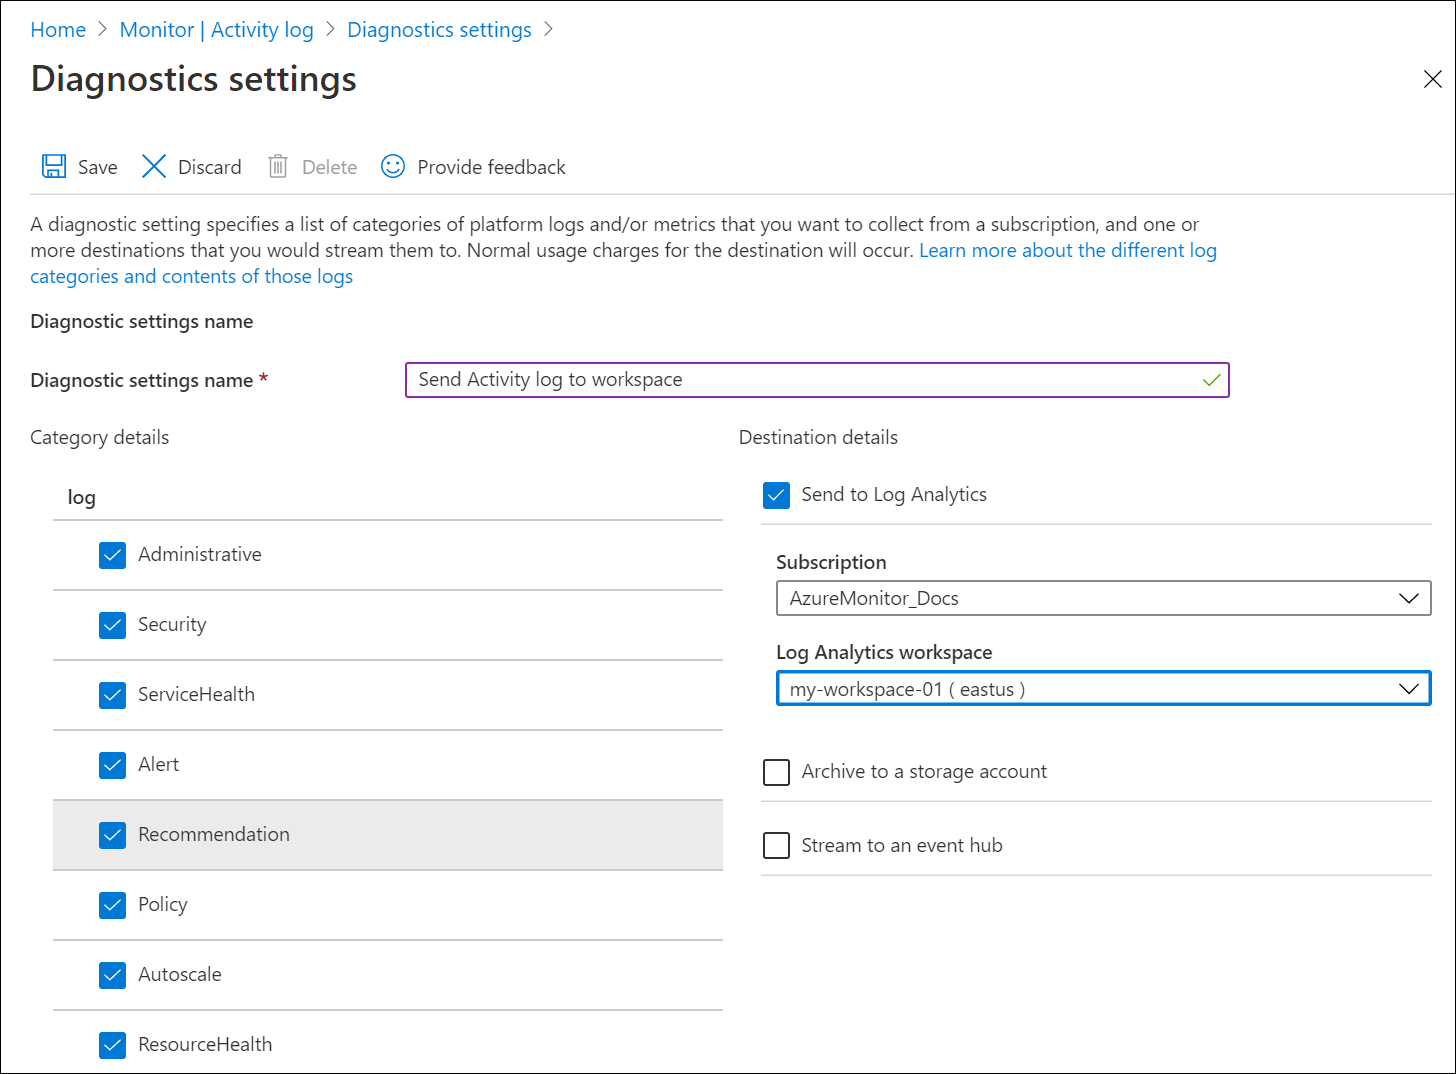 Home > Monitor | Activity log > Diagnostics settings >
Diagnostics settings
Save Discard Delete Provide feedback
A diagnostic setting specifies a list of categories of platform logs and/or metrics that you want to collect from a subscription, and one or
more destinations that you would stream them to. Normal usage charges for the destination will occur. Learn more about the different log
categories and contents of those logs
Diagnostic settings name
Diagnostic settings name *
Send Activity log to workspace
Category details
log
Administrative
Security
ServiceHealth
Alert
Recommendation
Policy
Autoscale
ResourceHealth
Destination details
Send to Log Analytics
Subscription
AzureMonitor_Docs
Log Analytics workspace
my-workspace-01 ( eastus )
Archive to a storage account
Stream to an event hub